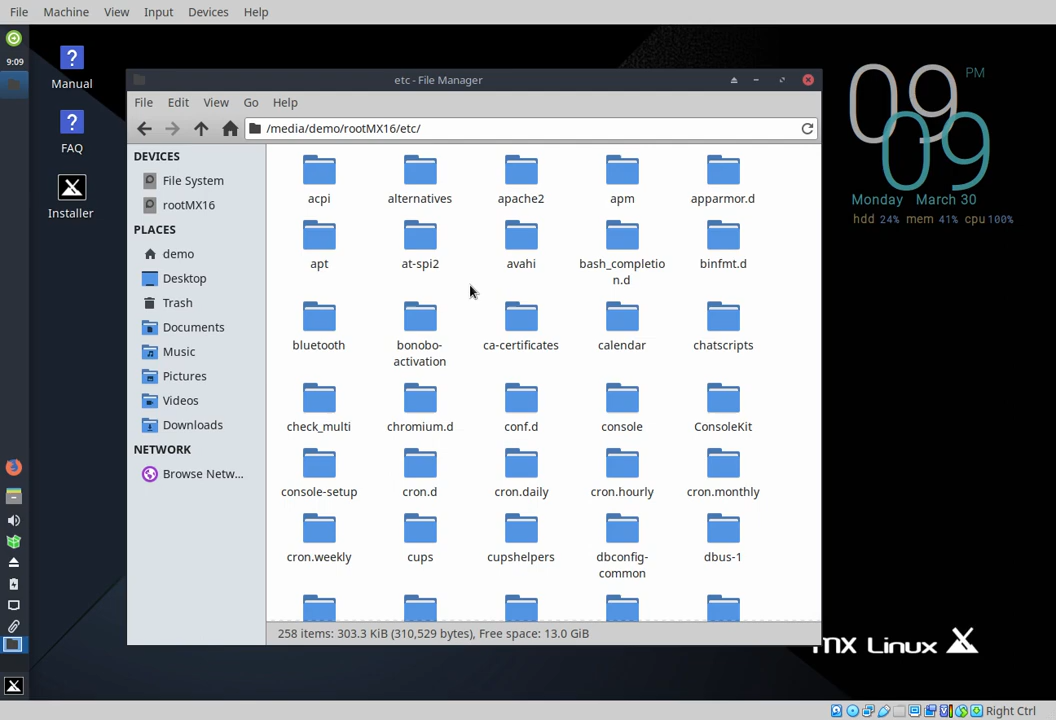 File Machine View Input Devices Help
9:09
Manual
FAQ
Installer
etc - File Manager
File Edit View Go Help
/media/demo/rootMX16/etc/
DEVICES
File System
rootMX16
PLACES
demo
Desktop
Trash
Documents
Music
Pictures
Videos
Downloads
NETWORK
Browse Netw...
acpi alternatives apache2 apm apparmor.d
apt at-spi2 avahi bash_completio binfmt.d
n.d
bluetooth bonobo- ca-certificates calendar chatscripts
activation
check_multi chromium.d conf.d console ConsoleKit
console-setup cron.d cron.daily cron.hourly cron.monthly
cron.weekly cups cupshelpers dbconfig- dbus-1
common
258 items: 303.3 KiB (310,529 bytes), Free space: 13.0 GiB
09 PM
09
Monday March 30
hdd 24% mem 41% cpu 100%
MX Linux
Right Ctrl